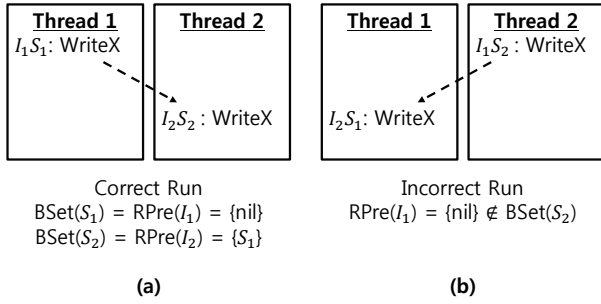 Thread 1
I₁S₁: WriteX
Thread 2
I₂S₂ : WriteX
Correct Run
BSet(S₁) = RPre(I₁) = {nil}
BSet(S₂) = RPre(I₂) = {S₁}
(a)
Thread 1
I₂S₁: WriteX
Thread 2
I₁S₂: WriteX
Incorrect Run
RPre(I₁) = {nil} ∉ BSet(S₂)
(b)